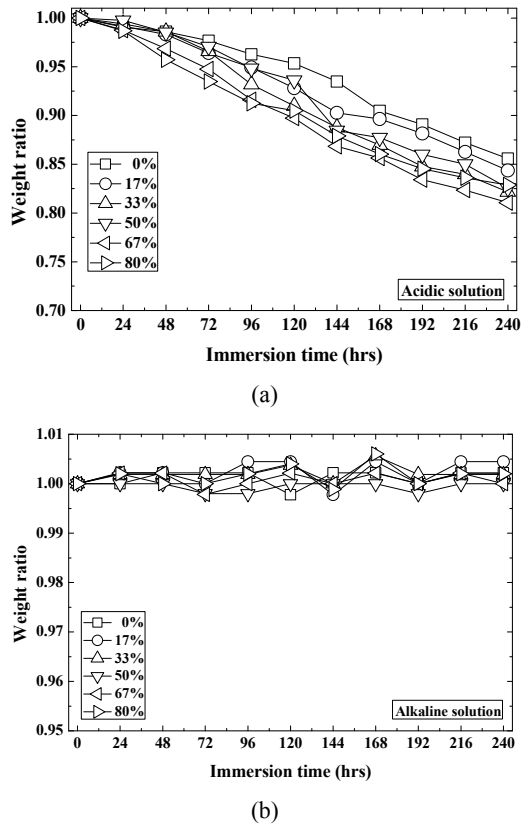 1.00
0.95
0.90
0.85
0.80
0.75
0.70
Weight ratio
0%
17%
33%
50%
67%
80%
Acidic solution
0 24 48 72 96 120 144 168 192 216 240
Immersion time (hrs)
(a)
1.01
1.00
0.99
0.98
0.97
0.96
0.95
Weight ratio
0%
17%
33%
50%
67%
80%
Alkaline solution
0 24 48 72 96 120 144 168 192 216 240
Immersion time (hrs)
(b)